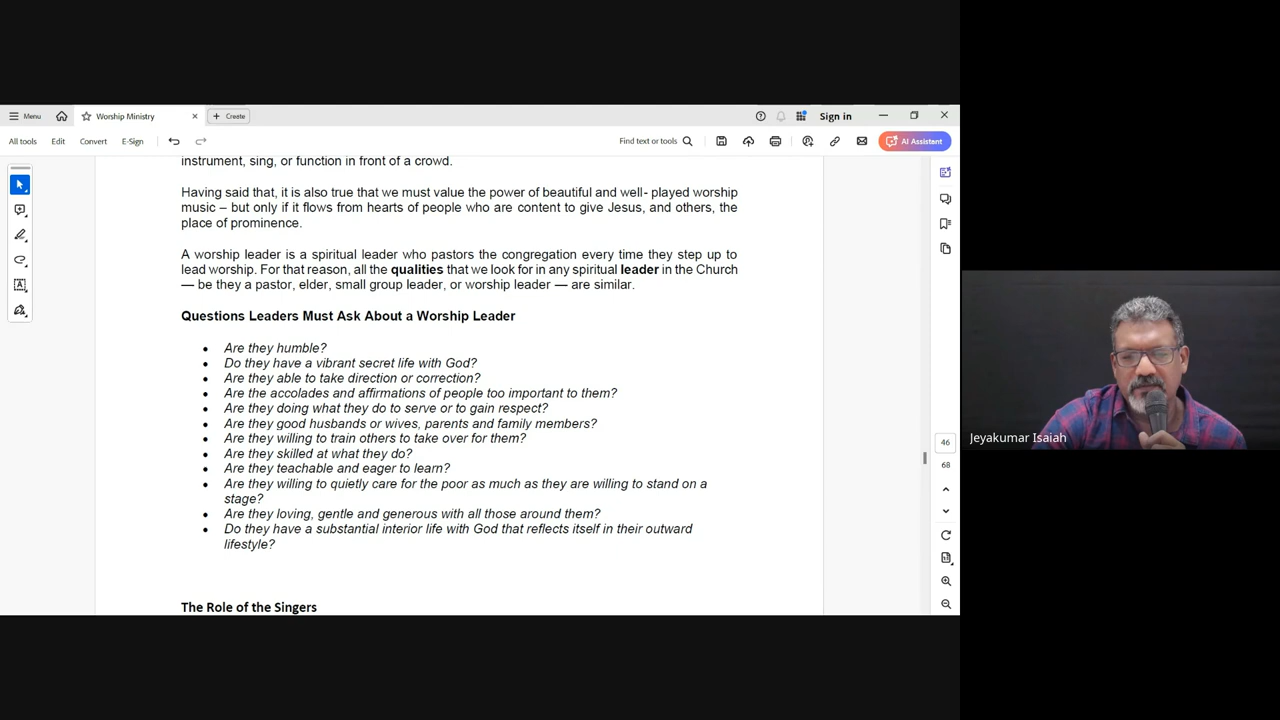 Menu
Worship Ministry
Create
Sign in
All tools
Edit
Convert
E-Sign
Find text or tools
AI Assistant
instrument, sing, or function in front of a crowd.
Having said that, it is also true that we must value the power of beautiful and well- played worship
music – but only if it flows from hearts of people who are content to give Jesus, and others, the
place of prominence.
A worship leader is a spiritual leader who pastors the congregation every time they step up to
lead worship. For that reason, all the qualities that we look for in any spiritual leader in the Church
— be they a pastor, elder, small group leader, or worship leader — are similar.
Questions Leaders Must Ask About a Worship Leader
• Are they humble?
• Do they have a vibrant secret life with God?
• Are they able to take direction or correction?
• Are the accolades and affirmations of people too important to them?
• Are they doing what they do to serve or to gain respect?
• Are they good husbands or wives, parents and family members?
• Are they willing to train others to take over for them?
• Are they skilled at what they do?
• Are they teachable and eager to learn?
• Are they willing to quietly care for the poor as much as they are willing to stand on a
stage?
• Are they loving, gentle and generous with all those around them?
• Do they have a substantial interior life with God that reflects itself in their outward
lifestyle?
The Role of the Singers
46
68
Jeyakumar Isaiah